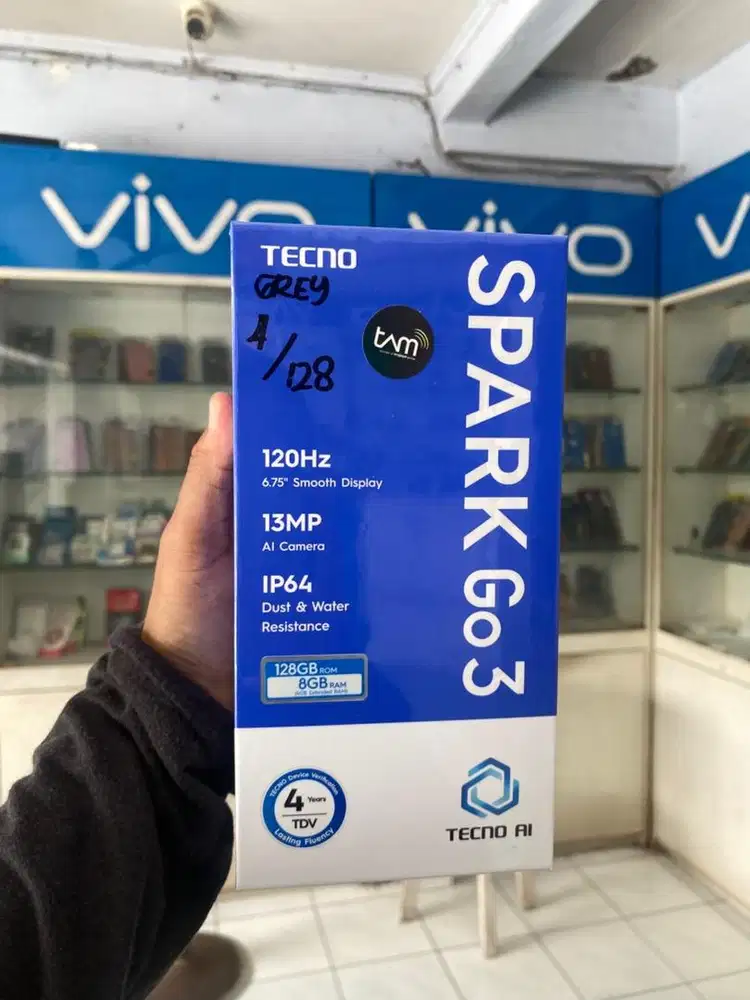 vivo
vivo
TECNO
GREY
4/128
tam
SPARK Go 3
120Hz
6.75" Smooth Display
13MP
AI Camera
IP64
Dust & Water
Resistance
128GB ROM
8GB RAM
TECNO Device Verification
4 Years
TDV
Lasting Fluency
TECNO AI